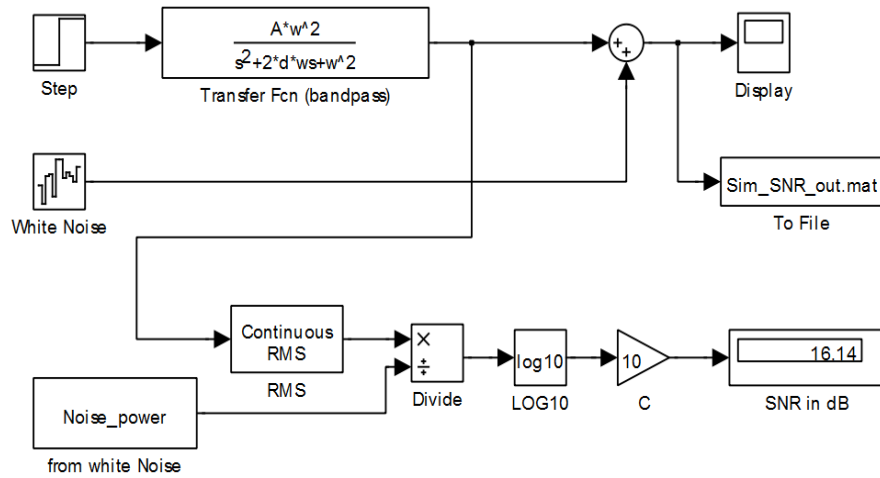 A*w^2
s^2+2*d*ws+w^2
Step
Transfer Fcn (bandpass)
+
+
Display
White Noise
Sim_SNR_out.mat
To File
Continuous
RMS
RMS
×
÷
Divide
log10
LOG10
10
C
16.14
SNR in dB
Noise_power
from white Noise